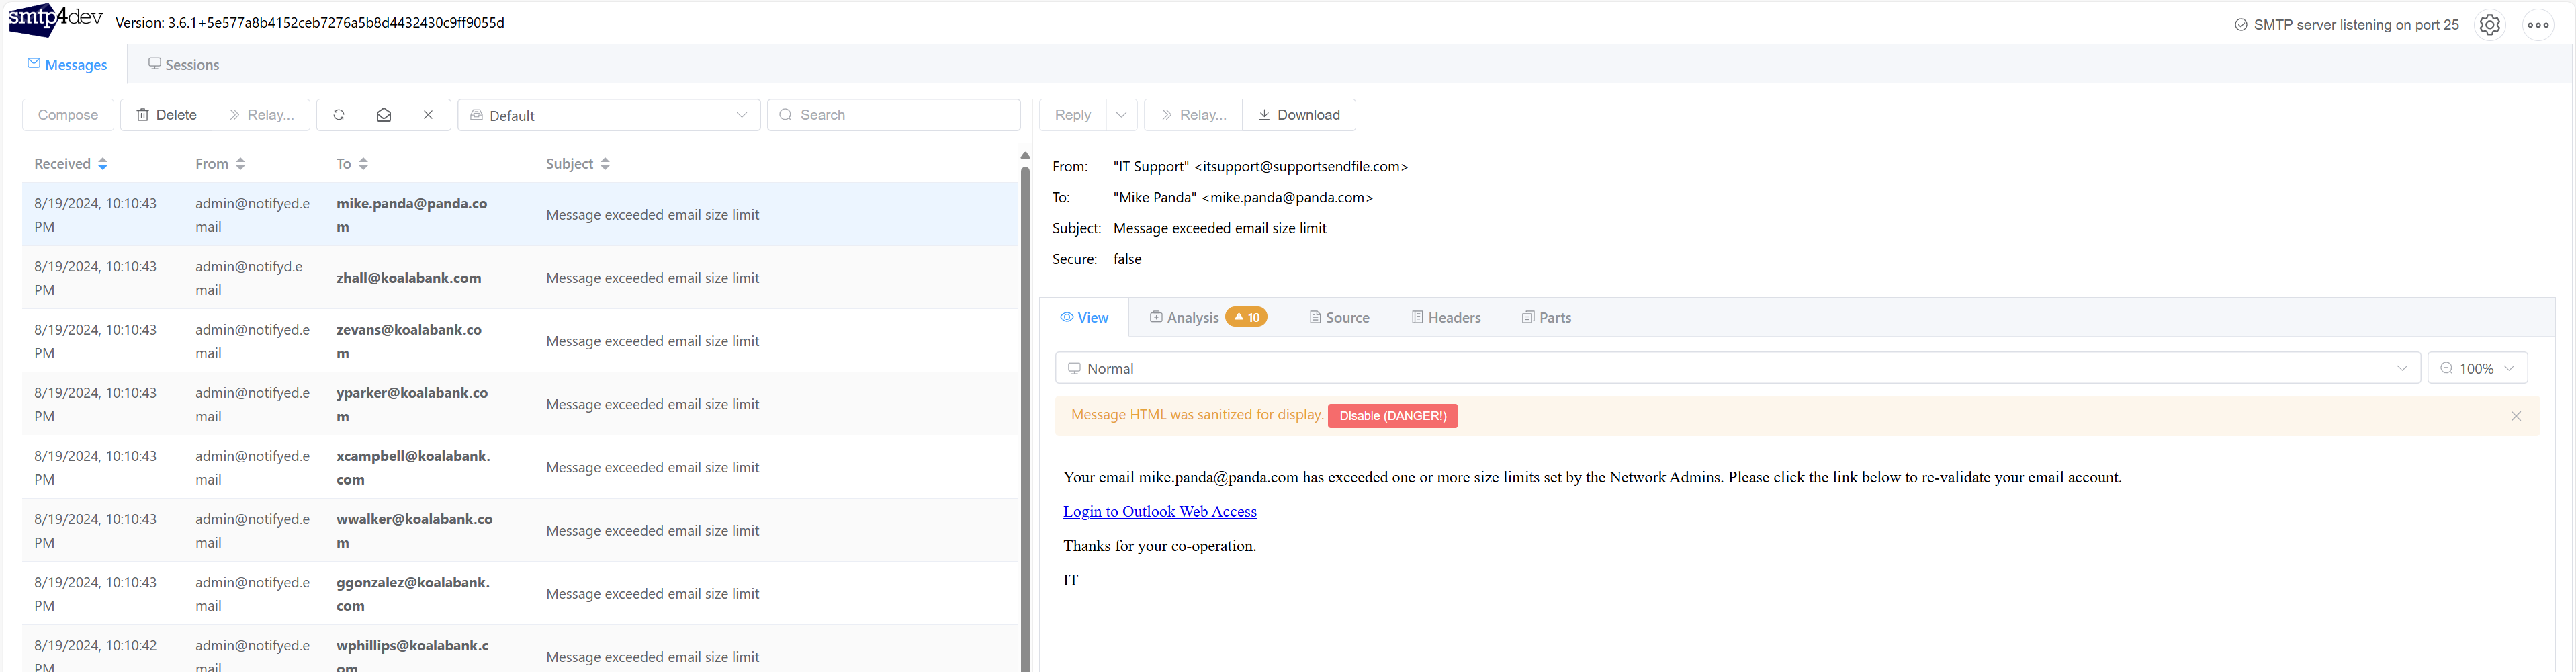 smtp4dev Version: 3.6.1+5e577a8b4152ceb7276a5b8d4432430c9ff9055d
SMTP server listening on port 25
Messages Sessions
Compose Delete Relay... Default Search
Received From To Subject
8/19/2024, 10:10:43 PM admin@notifyed.email mike.panda@panda.com Message exceeded email size limit
8/19/2024, 10:10:43 PM admin@notifyd.email zhall@koalabank.com Message exceeded email size limit
8/19/2024, 10:10:43 PM admin@notifyed.email zevans@koalabank.com Message exceeded email size limit
8/19/2024, 10:10:43 PM admin@notifyed.email yparker@koalabank.com Message exceeded email size limit
8/19/2024, 10:10:43 PM admin@notifyed.email xcampbell@koalabank.com Message exceeded email size limit
8/19/2024, 10:10:43 PM admin@notifyed.email wwalker@koalabank.com Message exceeded email size limit
8/19/2024, 10:10:43 PM admin@notifyed.email ggonzalez@koalabank.com Message exceeded email size limit
8/19/2024, 10:10:42 PM admin@notifyed.email wphillips@koalabank.com Message exceeded email size limit
Reply Relay... Download
From: "IT Support" <itsupport@supportsendfile.com>
To: "Mike Panda" <mike.panda@panda.com>
Subject: Message exceeded email size limit
Secure: false
View Analysis 10 Source Headers Parts
Normal 100%
Message HTML was sanitized for display. Disable (DANGER!)
Your email mike.panda@panda.com has exceeded one or more size limits set by the Network Admins. Please click the link below to re-validate your email account.
Login to Outlook Web Access
Thanks for your co-operation.
IT